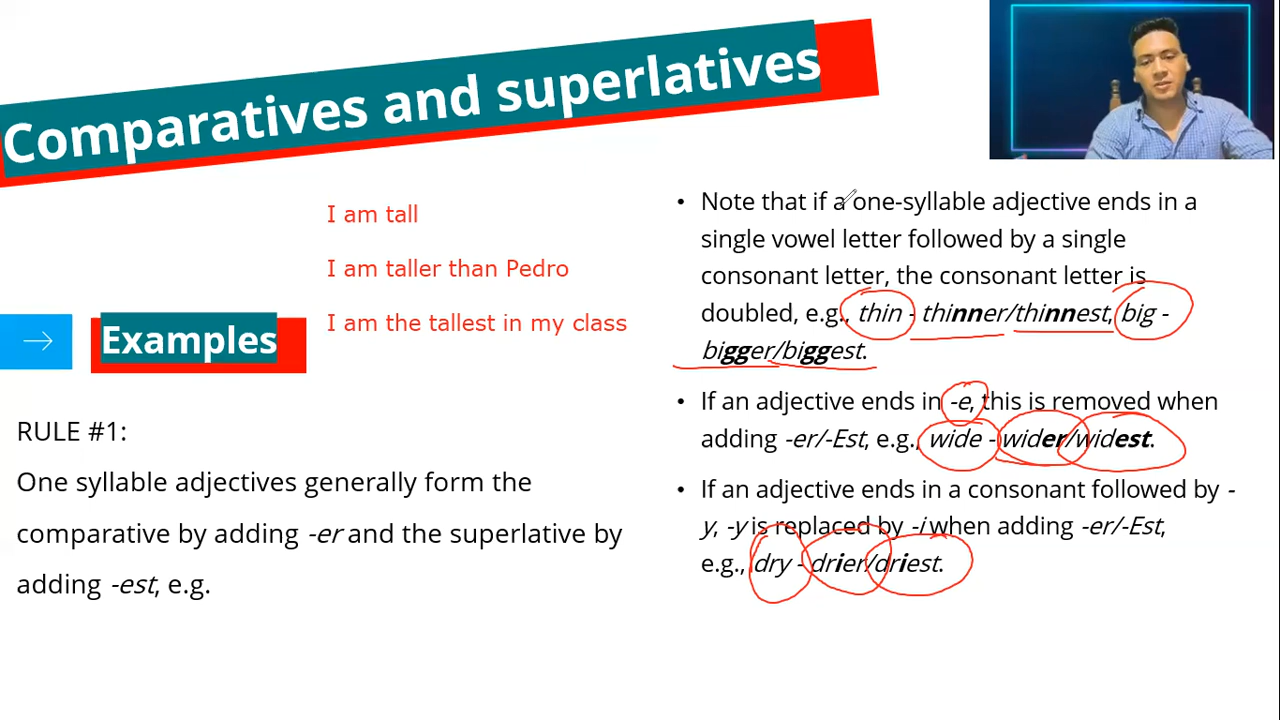 Comparatives and superlatives
I am tall
I am taller than Pedro
I am the tallest in my class
Examples
RULE #1:
One syllable adjectives generally form the
comparative by adding -er and the superlative by
adding -est, e.g.
• Note that if a one-syllable adjective ends in a
single vowel letter followed by a single
consonant letter, the consonant letter is
doubled, e.g., thin - thinner/thinnest, big -
bigger/biggest.
• If an adjective ends in -e, this is removed when
adding -er/-Est, e.g., wide - wider/widest.
• If an adjective ends in a consonant followed by -
y, -y is replaced by -i when adding -er/-Est,
e.g., dry - drier/driest.